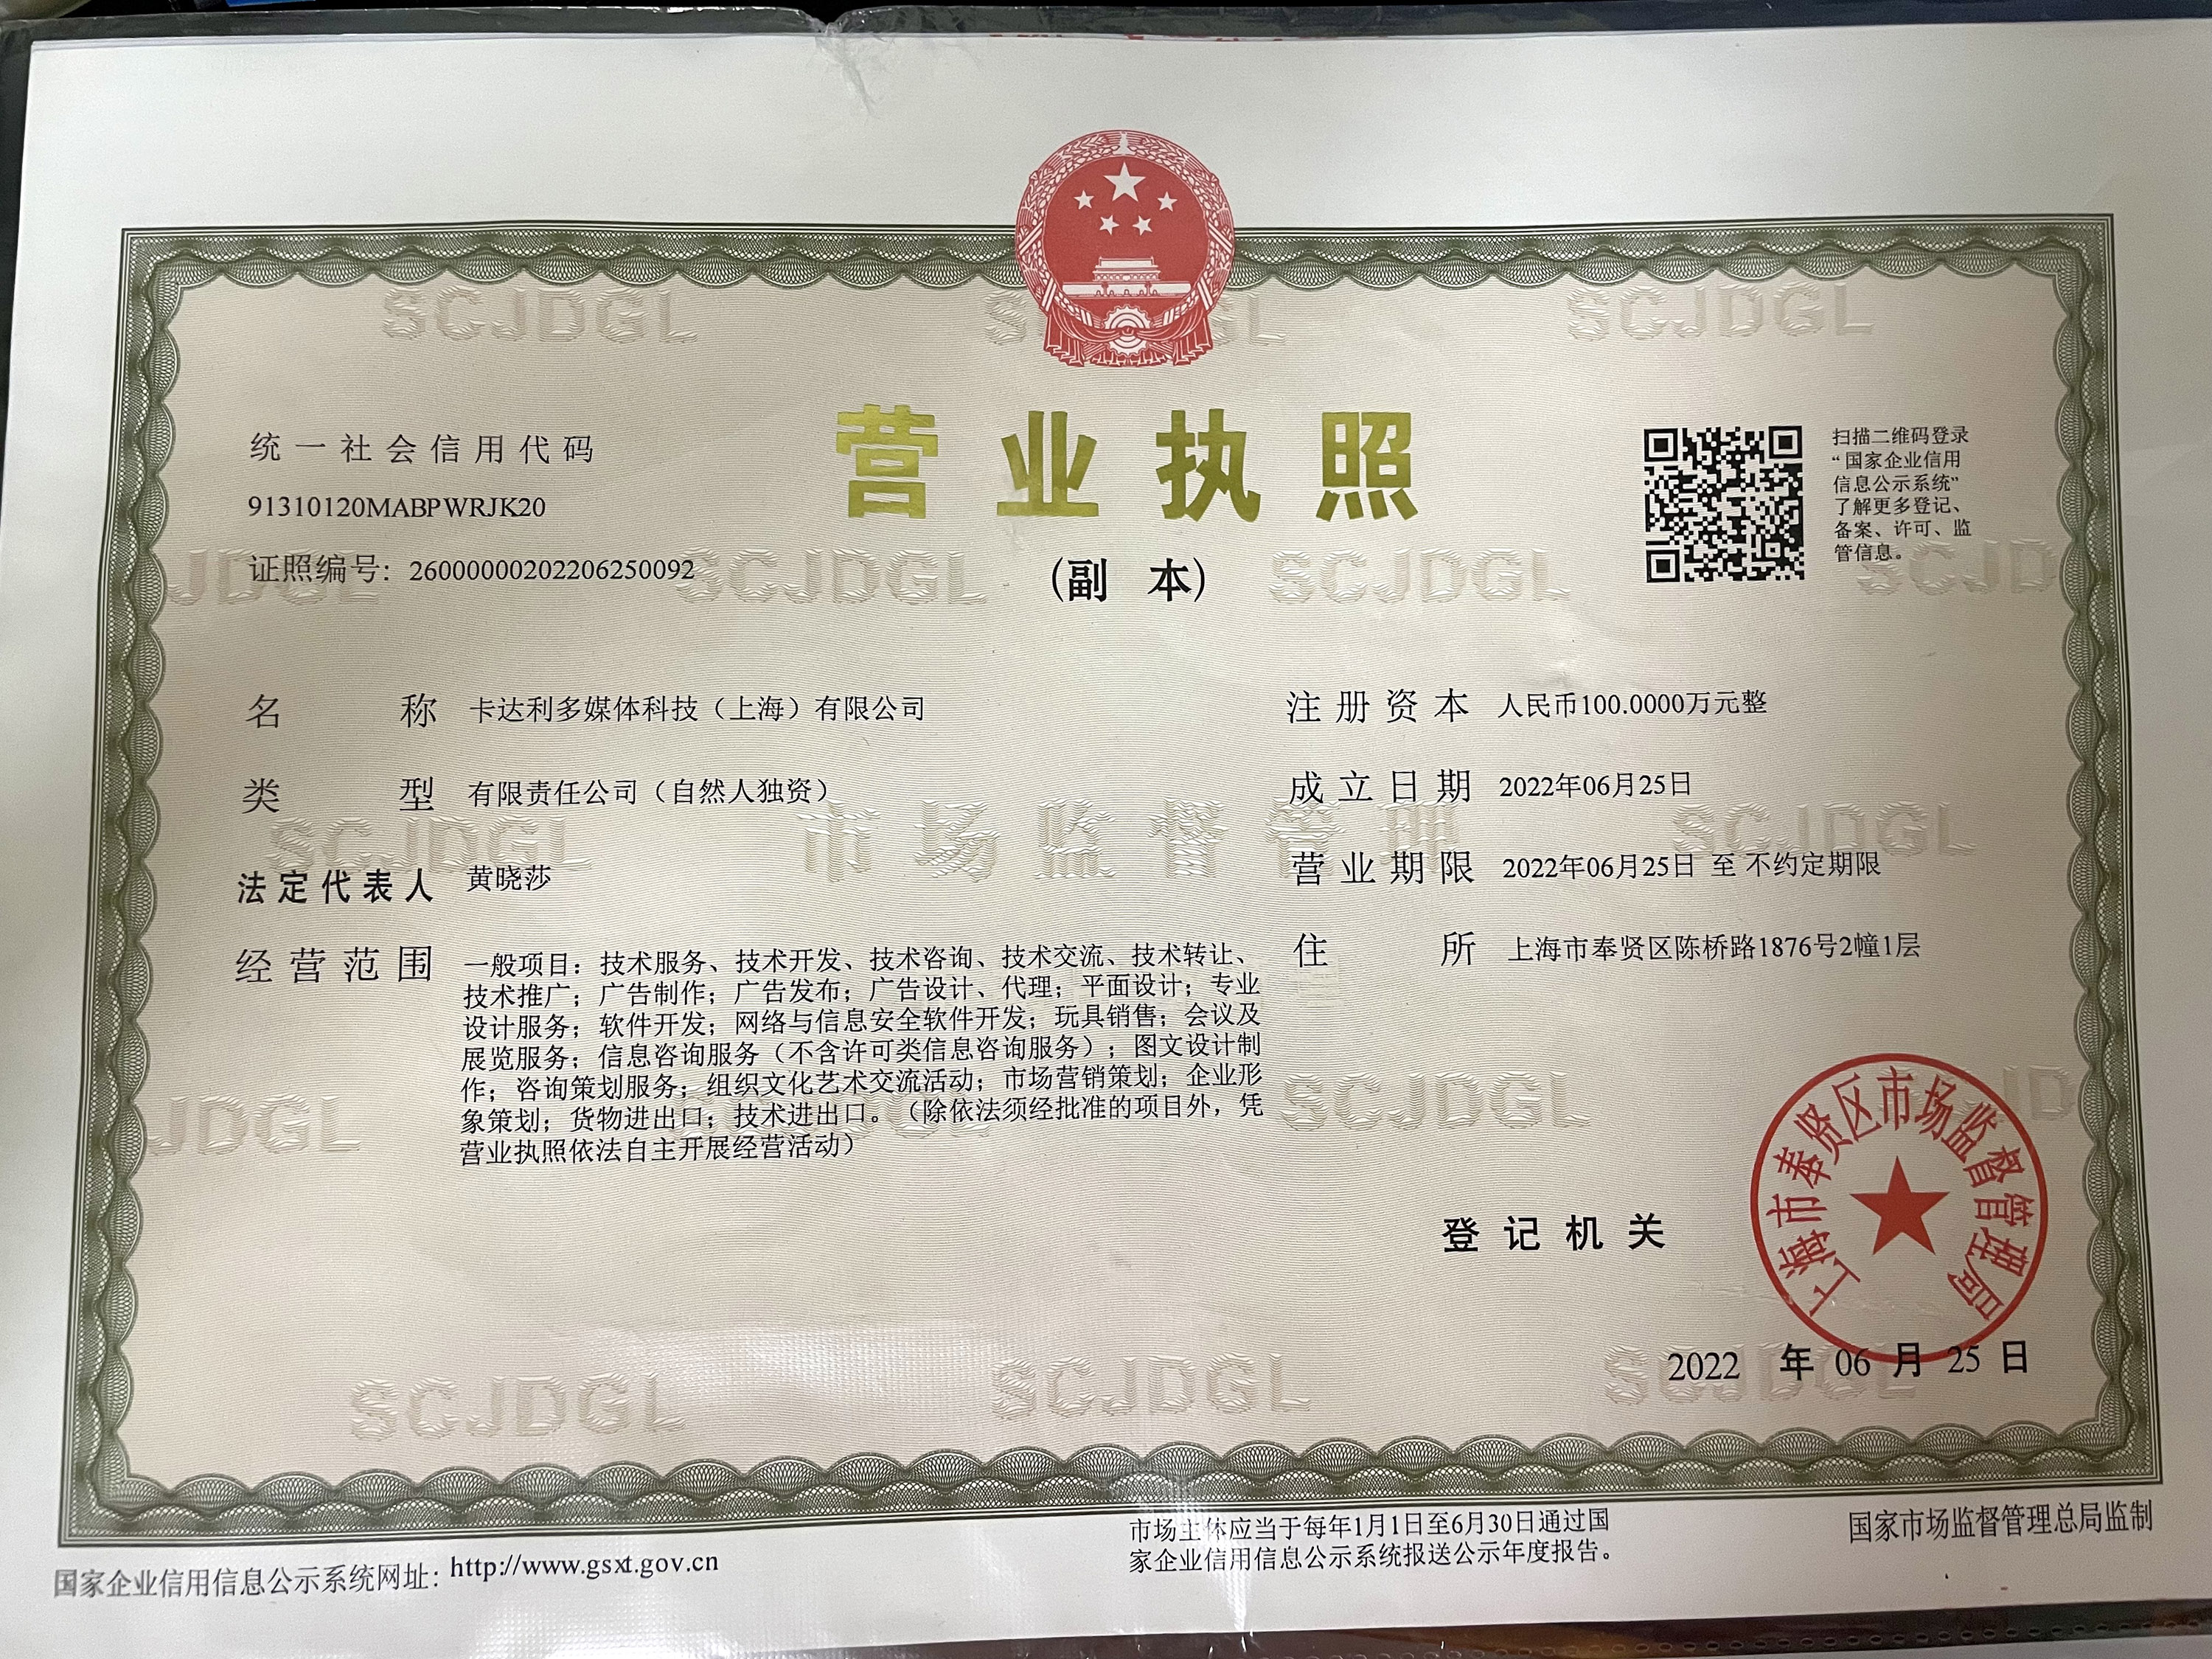 营业执照
(副 本)
统一社会信用代码
91310120MABPWRJK20
证照编号: 26000000202206250092
扫描二维码登录
“国家企业信用
信息公示系统”
了解更多登记、
备案、许可、监
管信息。
名 称 卡达利多媒体科技（上海）有限公司
类 型 有限责任公司（自然人独资）
法定代表人 黄晓莎
经营范围 一般项目：技术服务、技术开发、技术咨询、技术交流、技术转让、
技术推广；广告制作；广告发布；广告设计、代理；平面设计；专业
设计服务；软件开发；网络与信息安全软件开发；玩具销售；会议及
展览服务；信息咨询服务（不含许可类信息咨询服务）；图文设计制
作；咨询策划服务；组织文化艺术交流活动；市场营销策划；企业形
象策划；货物进出口；技术进出口。（除依法须经批准的项目外，凭
营业执照依法自主开展经营活动）
注册资本 人民币100.0000万元整
成立日期 2022年06月25日
营业期限 2022年06月25日 至 不约定期限
住 所 上海市奉贤区陈桥路1876号2幢1层
登记机关
上海市奉贤区市场监督管理局
2022 年 06 月 25 日
SCJDGL
市场监督管理
国家企业信用信息公示系统网址: http://www.gsxt.gov.cn
市场主体应当于每年1月1日至6月30日通过国
家企业信用信息公示系统报送公示年度报告。
国家市场监督管理总局监制